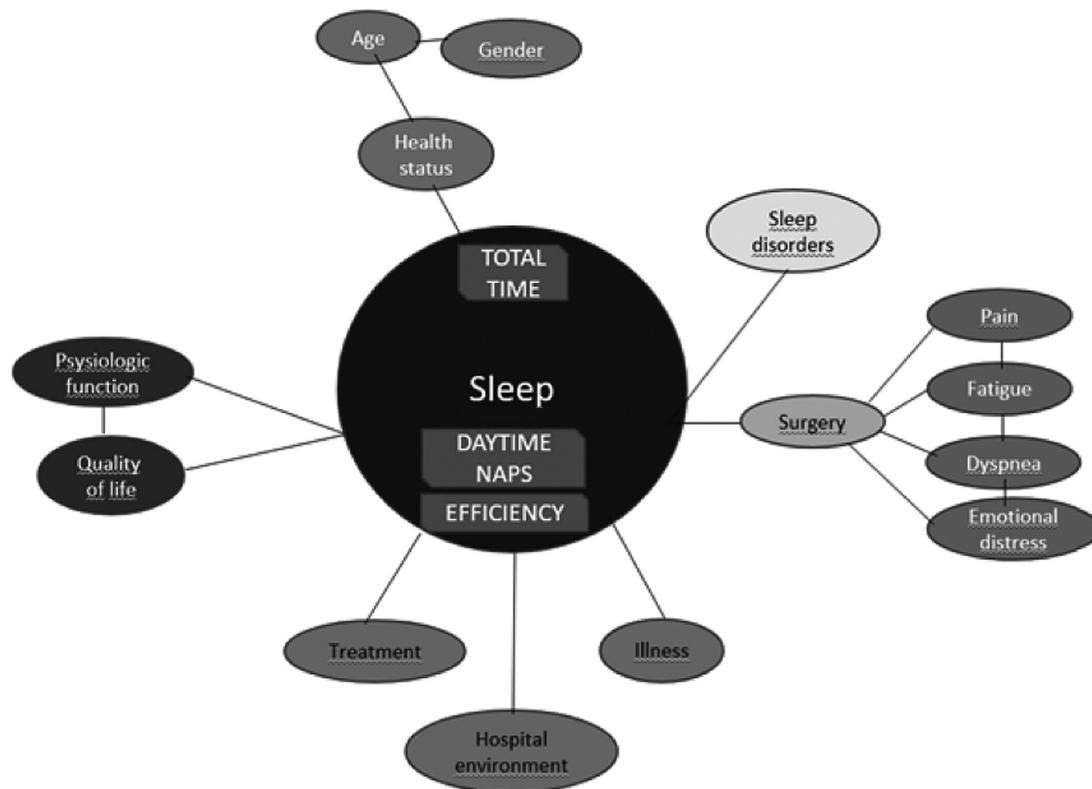 Age
Gender
Health
status
Sleep
disorders
TOTAL
TIME
Pain
Psysiologic
function
Sleep
Fatigue
Surgery
DAYTIME
NAPS
Quality
of life
Dyspnea
EFFICIENCY
Emotional
distress
Treatment
Illness
Hospital
environment